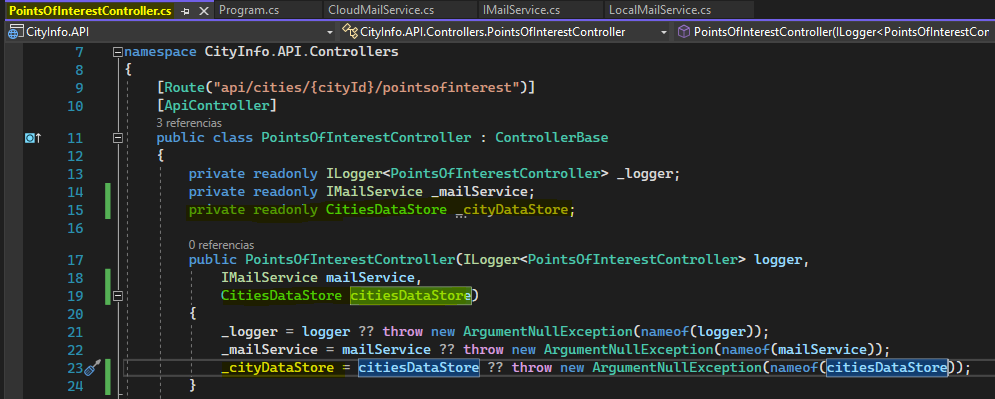 PointsOfInterestController.cs Program.cs CloudMailService.cs IMailService.cs LocalMailService.cs
CityInfo.API CityInfo.API.Controllers.PointsOfInterestController PointsOfInterestController(ILogger<PointsOfInterestCon
7 namespace CityInfo.API.Controllers
8 {
9 [Route("api/cities/{cityId}/pointsofinterest")]
10 [ApiController]
3 referencias
11 public class PointsOfInterestController : ControllerBase
12 {
13 private readonly ILogger<PointsOfInterestController> _logger;
14 private readonly IMailService _mailService;
15 private readonly CitiesDataStore _cityDataStore;
16
0 referencias
17 public PointsOfInterestController(ILogger<PointsOfInterestController> logger,
18 IMailService mailService,
19 CitiesDataStore citiesDataStore)
20 {
21 _logger = logger ?? throw new ArgumentNullException(nameof(logger));
22 _mailService = mailService ?? throw new ArgumentNullException(nameof(mailService));
23 _cityDataStore = citiesDataStore ?? throw new ArgumentNullException(nameof(citiesDataStore));
24 }